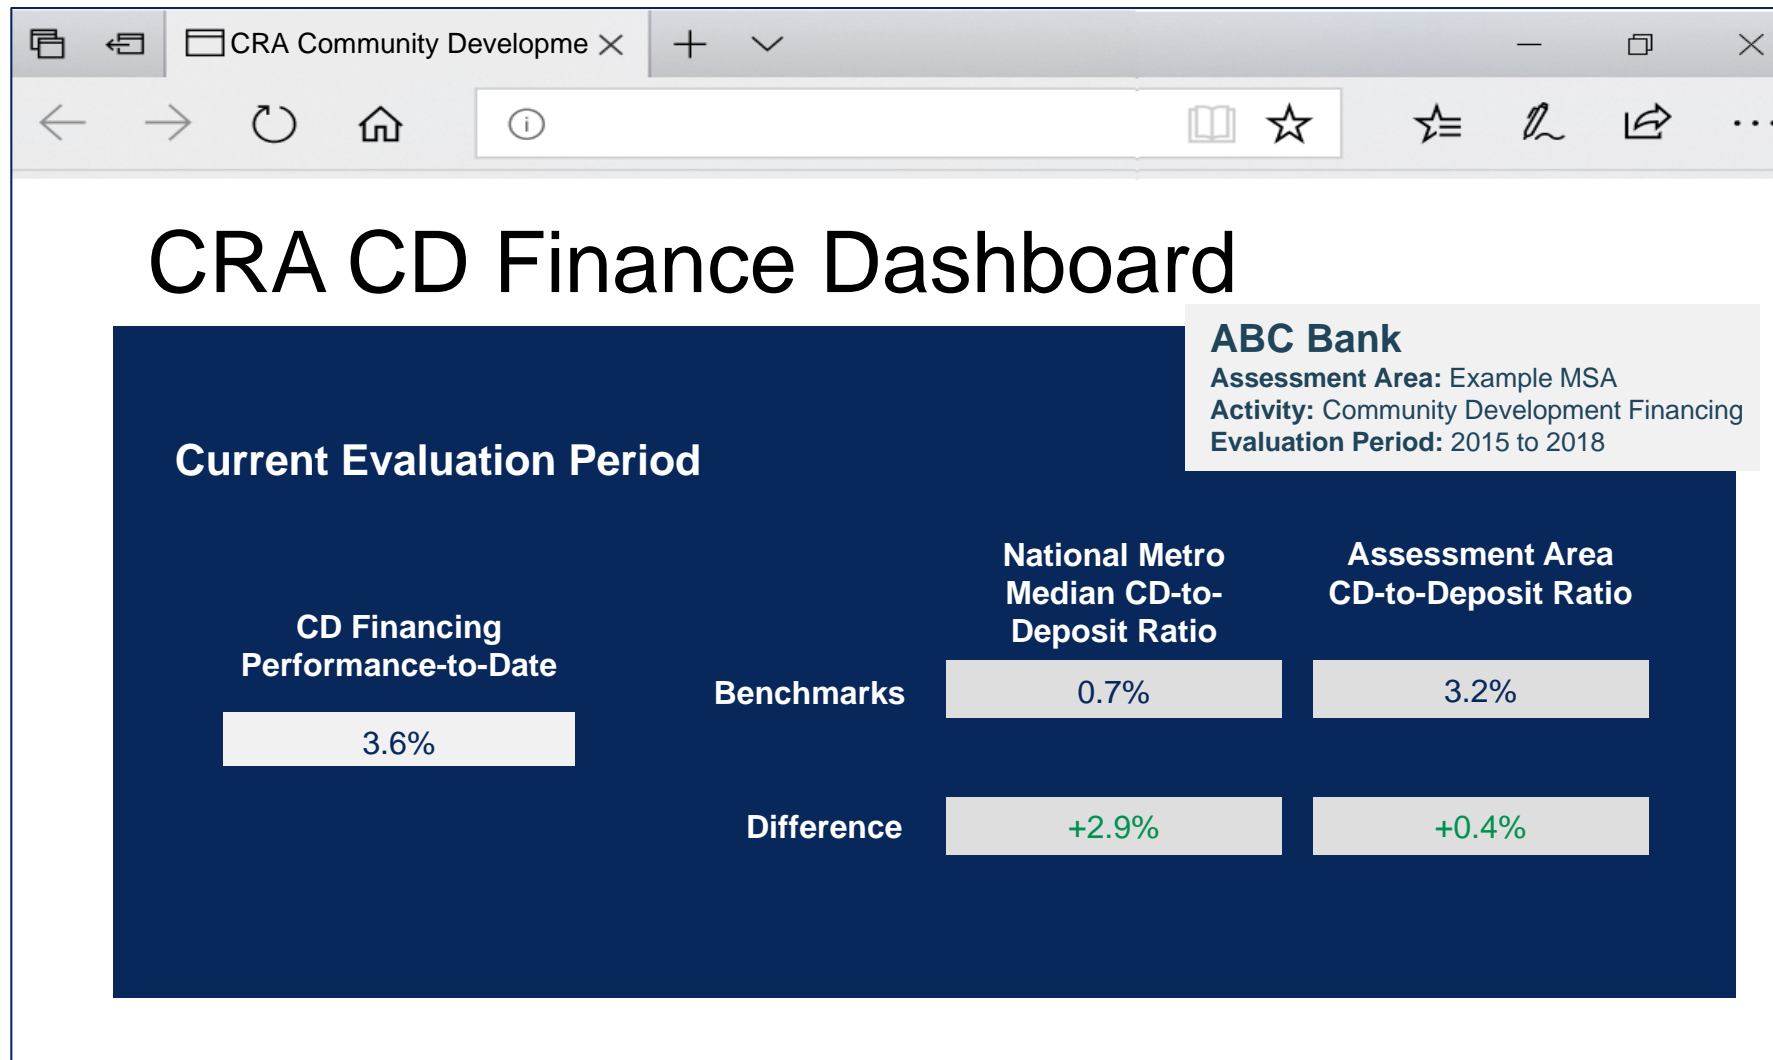 CRA Community Developme
CRA CD Finance Dashboard
ABC Bank
Assessment Area: Example MSA
Activity: Community Development Financing
Evaluation Period: 2015 to 2018
Current Evaluation Period
CD Financing
Performance-to-Date
3.6%
National Metro
Median CD-to-
Deposit Ratio
Assessment Area
CD-to-Deposit Ratio
Benchmarks
0.7%
3.2%
Difference
+2.9%
+0.4%